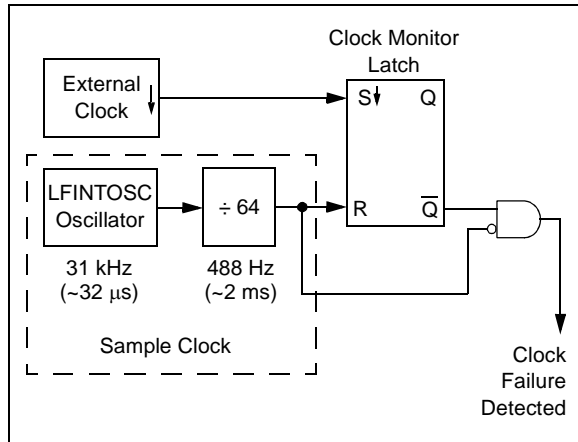 Clock Monitor
Latch
External
Clock
S
Q
LFINTOSC
Oscillator
÷ 64
R
Q̅
31 kHz
(~32 μs)
488 Hz
(~2 ms)
Sample Clock
Clock
Failure
Detected